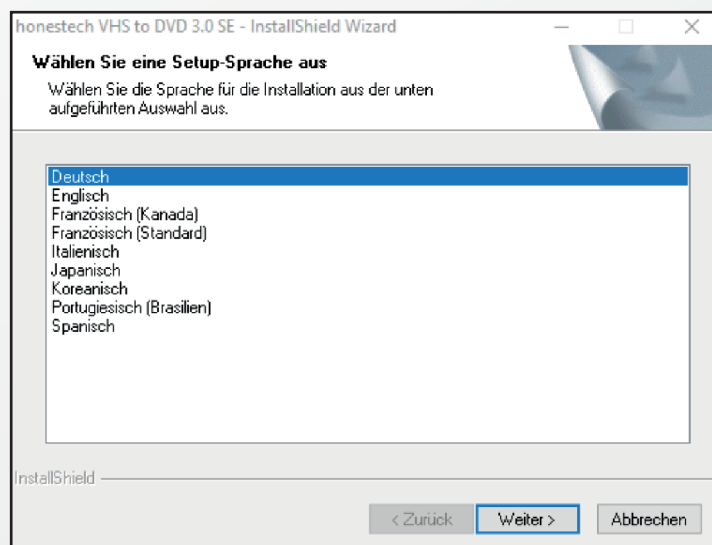 honestech VHS to DVD 3.0 SE - InstallShield Wizard
Wählen Sie eine Setup-Sprache aus
Wählen Sie die Sprache für die Installation aus der unten
aufgeführten Auswahl aus.
Deutsch
Englisch
Französisch (Kanada)
Französisch (Standard)
Italienisch
Japanisch
Koreanisch
Portugiesisch (Brasilien)
Spanisch
InstallShield
< Zurück Weiter > Abbrechen